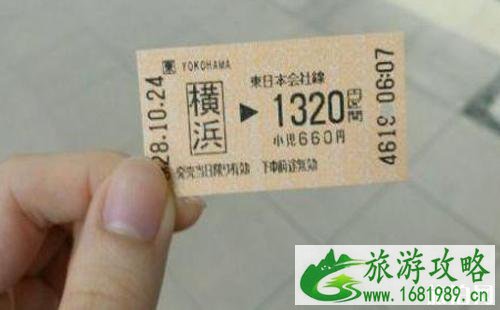 東 YOKOHAMA
横浜
東日本会社線
▶ 1320円区間
小児660円
発売当日限り有効 下車前途無効
28.10.24
4619 06:07
旅游攻略
www.1681989.cn